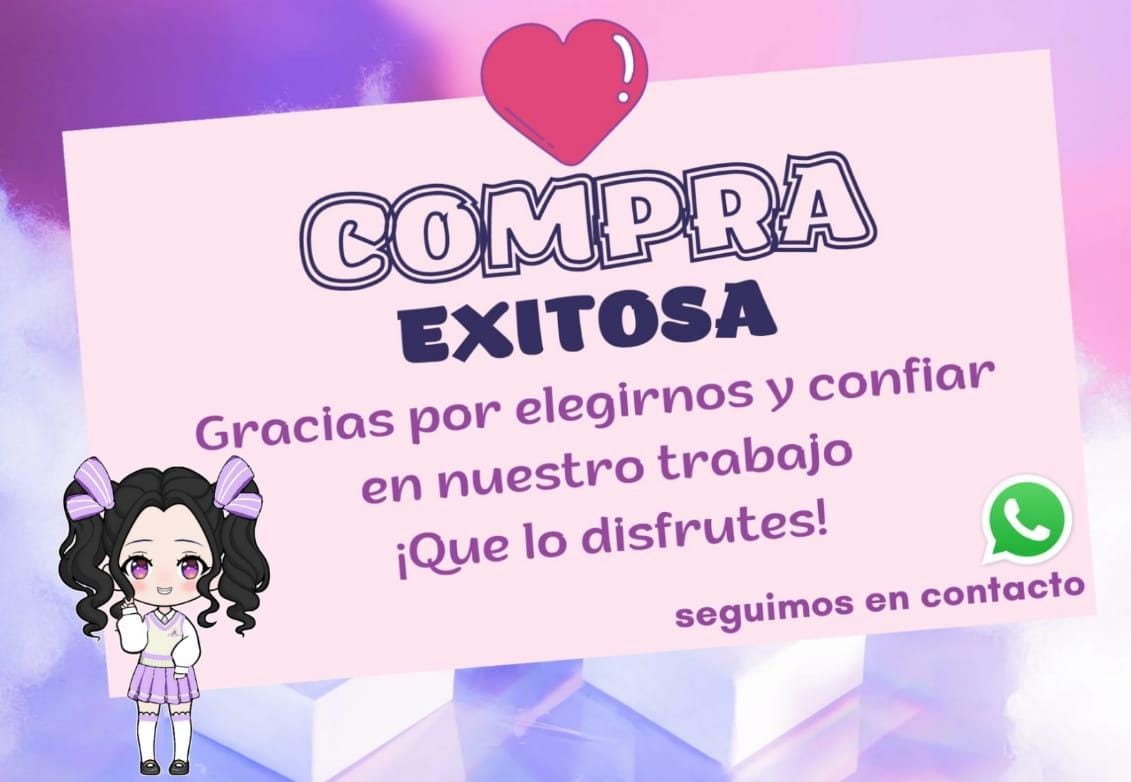 COMPRA
EXITOSA
Gracias por elegirnos y confiar
en nuestro trabajo
¡Que lo disfrutes!
seguimos en contacto